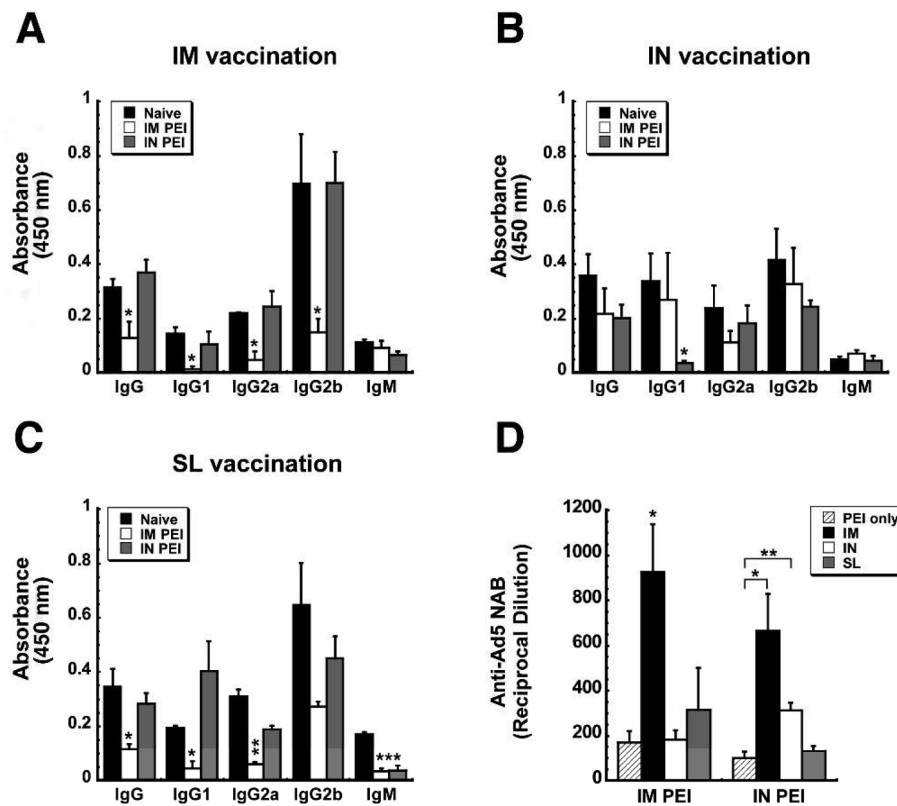 A
IM vaccination
Absorbance
(450 nm)
1
0.8
0.6
0.4
0.2
0
Naive
IM PEI
IN PEI
*
*
*
*
IgG IgG1 IgG2a IgG2b IgM
B
IN vaccination
Absorbance
(450 nm)
1
0.8
0.6
0.4
0.2
0
Naive
IM PEI
IN PEI
*
IgG IgG1 IgG2a IgG2b IgM
C
SL vaccination
Absorbance
(450 nm)
1
0.8
0.6
0.4
0.2
0
Naive
IM PEI
IN PEI
*
*
**
***
IgG IgG1 IgG2a IgG2b IgM
D
Anti-Ad5 NAB
(Reciprocal Dilution)
1200
1000
800
600
400
200
0
PEI only
IM
IN
SL
*
**
*
IM PEI IN PEI